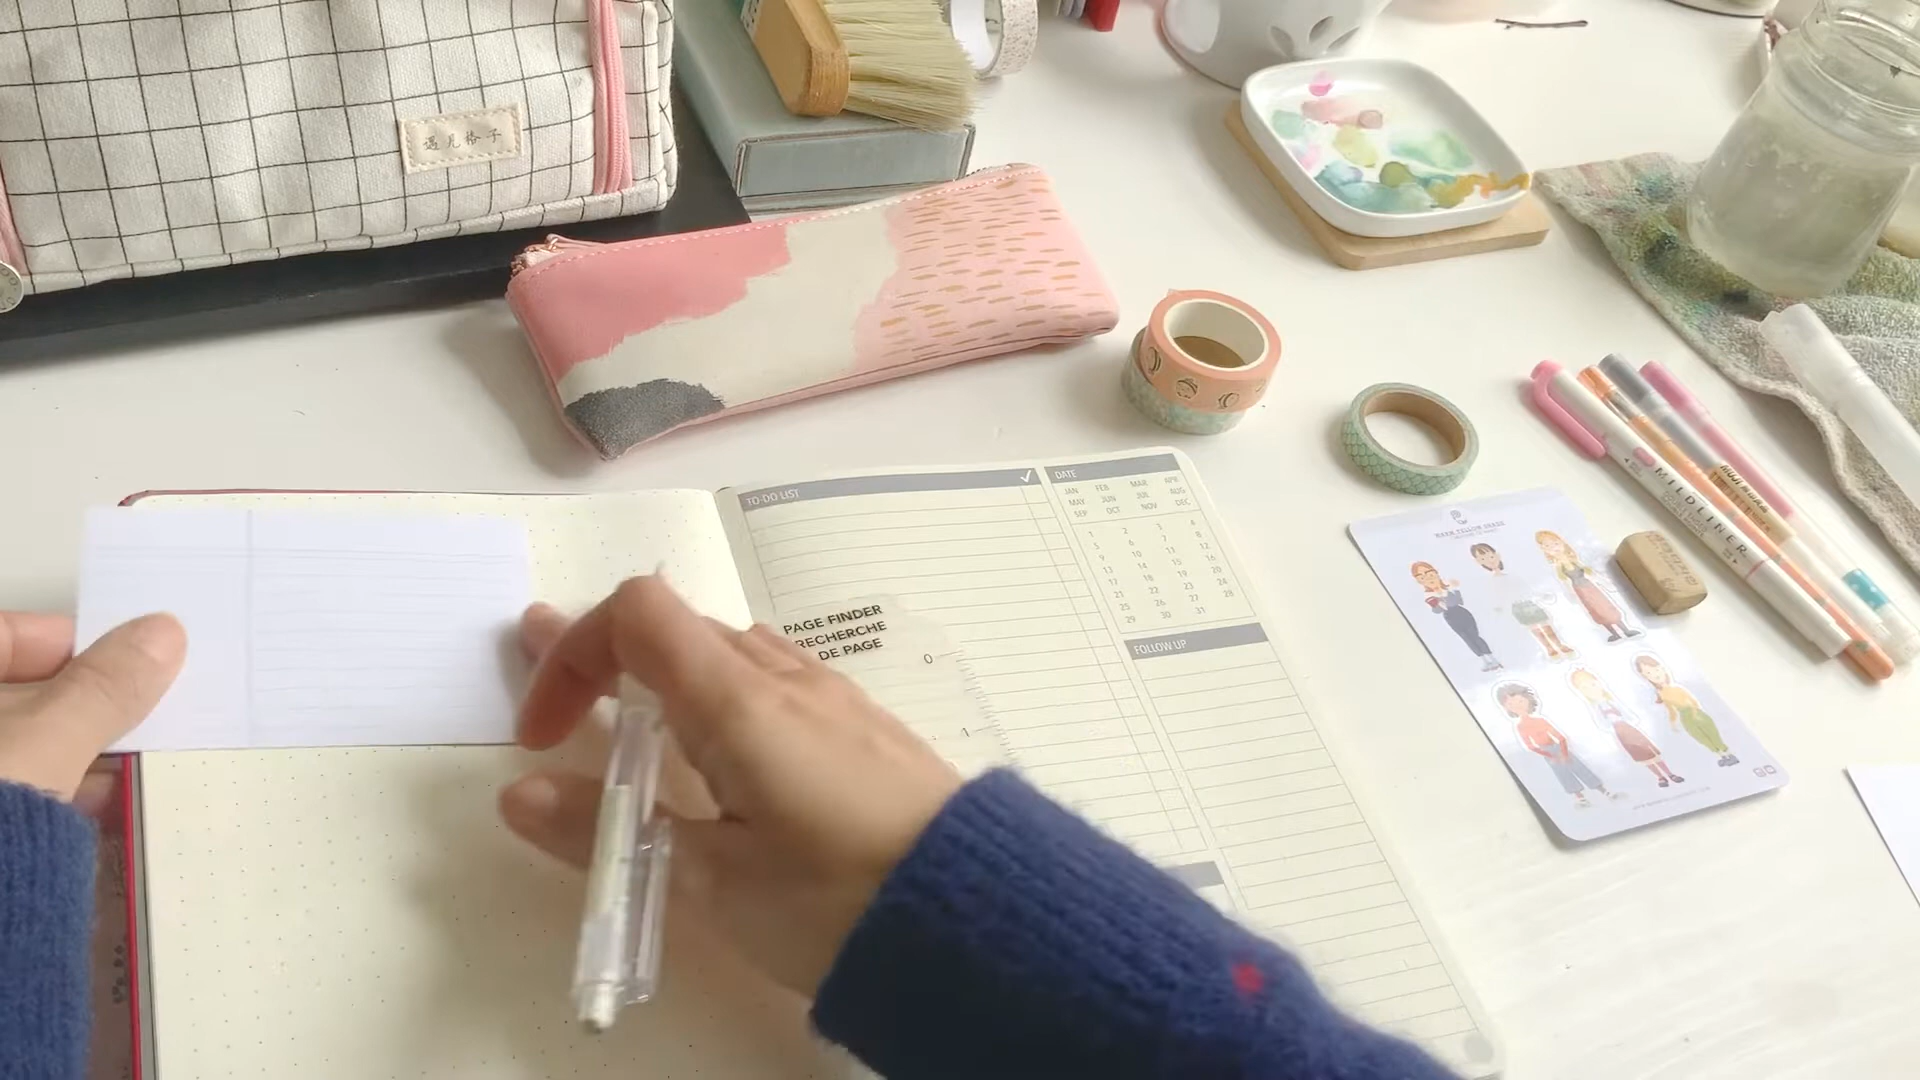 遇见格子
TO-DO LIST
DATE
JAN FEB MAR APR
MAY JUN JUL AUG
SEP OCT NOV DEC
1 2 3 4
5 6 7 8
9 10 11 12
13 14 15 16
17 18 19 20
21 22 23 24
25 26 27 28
29 30 31
FOLLOW UP
PAGE FINDER
RECHERCHE
DE PAGE
0
1
MILDLINER